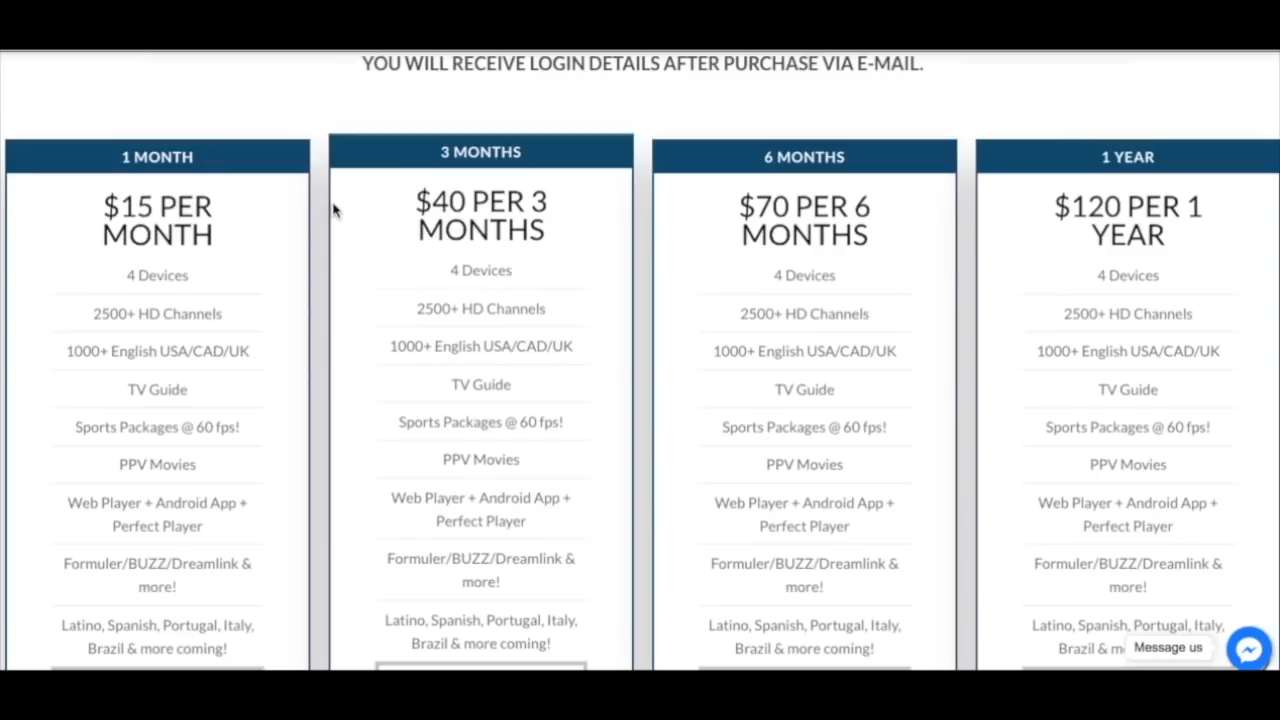 YOU WILL RECEIVE LOGIN DETAILS AFTER PURCHASE VIA E-MAIL.
1 MONTH
$15 PER
MONTH
4 Devices
2500+ HD Channels
1000+ English USA/CAD/UK
TV Guide
Sports Packages @ 60 fps!
PPV Movies
Web Player + Android App +
Perfect Player
Formuler/BUZZ/Dreamlink &
more!
Latino, Spanish, Portugal, Italy,
Brazil & more coming!
3 MONTHS
$40 PER 3
MONTHS
4 Devices
2500+ HD Channels
1000+ English USA/CAD/UK
TV Guide
Sports Packages @ 60 fps!
PPV Movies
Web Player + Android App +
Perfect Player
Formuler/BUZZ/Dreamlink &
more!
Latino, Spanish, Portugal, Italy,
Brazil & more coming!
6 MONTHS
$70 PER 6
MONTHS
4 Devices
2500+ HD Channels
1000+ English USA/CAD/UK
TV Guide
Sports Packages @ 60 fps!
PPV Movies
Web Player + Android App +
Perfect Player
Formuler/BUZZ/Dreamlink &
more!
Latino, Spanish, Portugal, Italy,
Brazil & more coming!
1 YEAR
$120 PER 1
YEAR
4 Devices
2500+ HD Channels
1000+ English USA/CAD/UK
TV Guide
Sports Packages @ 60 fps!
PPV Movies
Web Player + Android App +
Perfect Player
Formuler/BUZZ/Dreamlink &
more!
Latino, Spanish, Portugal, Italy,
Brazil &
Message us